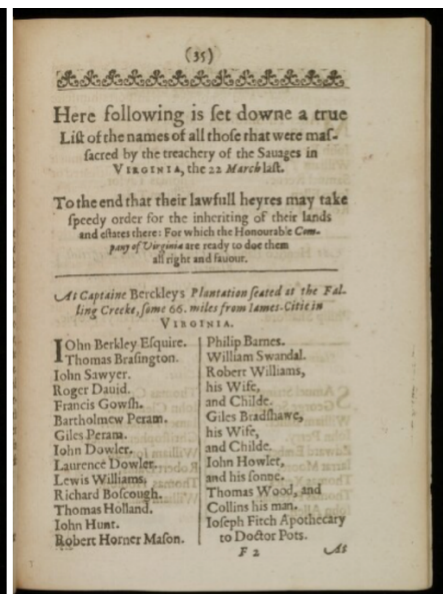 (35)
Here following is ſet downe a true
Liſt of the names of all thoſe that were maſ-
ſacred by the treachery of the Sauages in
VIRGINIA, the 22 March laſt.
To the end that their lawfull heyres may take
ſpeedy order for the inheriting of their lands
and eſtates there: For which the Honourable Com-
pany of Virginia are ready to doe them
all right and fauour.
At Captaine Berckley's Plantation ſeated at the Fal-
ling Creeke, ſome 66. miles from Iames-Citie in
VIRGINIA.
IOhn Berkley Eſquire.
Thomas Braſington.
Iohn Sawyer.
Roger Dauid.
Francis Gowſh.
Bartholmew Peram.
Giles Peram.
Iohn Dowler.
Laurence Dowler.
Lewis Williams.
Richard Boſcough.
Thomas Holland.
Iohn Hunt.
Robert Horner Maſon.
Philip Barnes.
William Swandal.
Robert Williams,
his Wife,
and Childe.
Giles Bradſhawe,
his Wife,
and Childe.
Iohn Howler,
and his ſonne.
Thomas Wood, and
Collins his man.
Ioſeph Fitch Apothecary
to Doctor Pots.
F 2 At